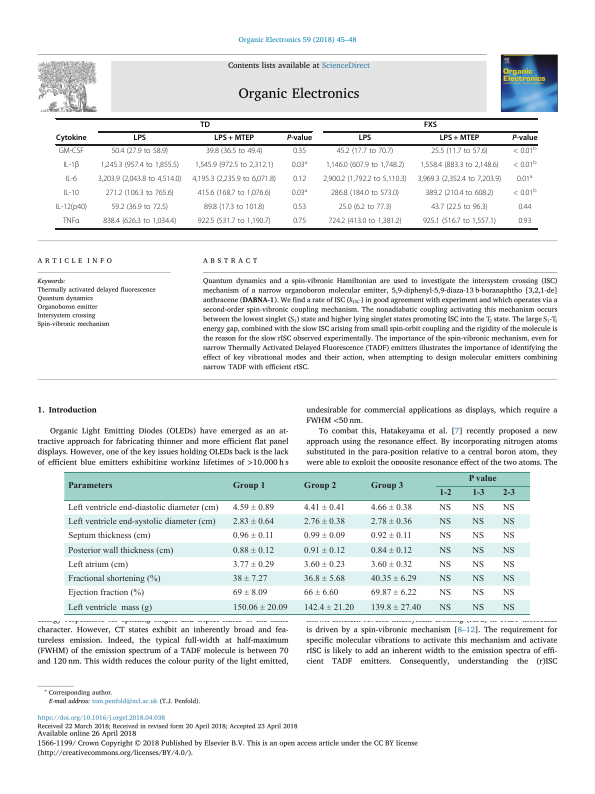 Organic Electronics 59 (2018) 45–48
Contents lists available at ScienceDirect
Organic Electronics
Organic
Electronics
TD FXS
Cytokine LPS LPS + MTEP P-value LPS LPS + MTEP P-value
GM-CSF 50.4 (27.9 to 58.9) 39.8 (36.5 to 49.4) 0.35 45.2 (17.7 to 70.7) 25.5 (11.7 to 57.6) < 0.01b
IL-1β 1,245.3 (957.4 to 1,855.5) 1,545.9 (972.5 to 2,312.1) 0.03a 1,146.0 (607.9 to 1,748.2) 1,558.4 (883.3 to 2,148.6) < 0.01b
IL-6 3,203.9 (2,043.8 to 4,514.0) 4,195.3 (2,235.9 to 6,071.8) 0.12 2,900.2 (1,792.2 to 5,110.3) 3,969.3 (2,352.4 to 7,203.9) 0.01a
IL-10 271.2 (106.3 to 765.6) 415.6 (168.7 to 1,076.6) 0.03a 286.8 (184.0 to 573.0) 389.2 (210.4 to 608.2) < 0.01b
IL-12(p40) 59.2 (36.9 to 72.5) 89.8 (17.3 to 101.8) 0.53 25.0 (6.2 to 77.3) 43.7 (22.5 to 96.3) 0.44
TNFα 838.4 (626.3 to 1,034.4) 922.5 (531.7 to 1,190.7) 0.75 724.2 (413.0 to 1,381.2) 925.1 (516.7 to 1,557.1) 0.93
ARTICLE INFO
Keywords:
Thermally activated delayed fluorescence
Quantum dynamics
Organoboron emitter
Intersystem crossing
Spin-vibronic mechanism
ABSTRACT
Quantum dynamics and a spin-vibronic Hamiltonian are used to investigate the intersystem crossing (ISC)
mechanism of a narrow organoboron molecular emitter, 5,9-diphenyl-5,9-diaza-13 b-boranaphtho [3,2,1-de]
anthracene (DABNA-1). We find a rate of ISC (kISC) in good agreement with experiment and which operates via a
second-order spin-vibronic coupling mechanism. The nonadiabatic coupling activating this mechanism occurs
between the lowest singlet (S1) state and higher lying singlet states promoting ISC into the T2 state. The large S1-T1
energy gap, combined with the slow ISC arising from small spin-orbit coupling and the rigidity of the molecule is
the reason for the slow rISC observed experimentally. The importance of the spin-vibronic mechanism, even for
narrow Thermally Activated Delayed Fluorescence (TADF) emitters illustrates the importance of identifying the
effect of key vibrational modes and their action, when attempting to design molecular emitters combining
narrow TADF with efficient rISC.
1. Introduction
Organic Light Emitting Diodes (OLEDs) have emerged as an at-
tractive approach for fabricating thinner and more efficient flat panel
displays. However, one of the key issues holding OLEDs back is the lack
of efficient blue emitters exhibiting working lifetimes of >10.000 h s
undesirable for commercial applications as displays, which require a
FWHM <50 nm.
To combat this, Hatakeyama et al. [7] recently proposed a new
approach using the resonance effect. By incorporating nitrogen atoms
substituted in the para-position relative to a central boron atom, they
were able to exploit the opposite resonance effect of the two atoms. The
Parameters Group 1 Group 2 Group 3 P value
1-2 1-3 2-3
Left ventricle end-diastolic diameter (cm) 4.59 ± 0.89 4.41 ± 0.41 4.66 ± 0.38 NS NS NS
Left ventricle end-systolic diameter (cm) 2.83 ± 0.64 2.76 ± 0.38 2.78 ± 0.36 NS NS NS
Septum thickness (cm) 0.96 ± 0.11 0.99 ± 0.09 0.92 ± 0.11 NS NS NS
Posterior wall thickness (cm) 0.88 ± 0.12 0.91 ± 0.12 0.84 ± 0.12 NS NS NS
Left atrium (cm) 3.77 ± 0.29 3.60 ± 0.23 3.60 ± 0.32 NS NS NS
Fractional shortening (%) 38 ± 7.27 36.8 ± 5.68 40.35 ± 6.29 NS NS NS
Ejection fraction (%) 69 ± 8.09 66 ± 6.60 69.87 ± 6.22 NS NS NS
Left ventricle mass (g) 150.06 ± 20.09 142.4 ± 21.20 139.8 ± 27.40 NS NS NS
character. However, CT states exhibit an inherently broad and fea-
tureless emission. Indeed, the typical full-width at half-maximum
(FWHM) of the emission spectrum of a TADF molecule is between 70
and 120 nm. This width reduces the colour purity of the light emitted,
is driven by a spin-vibronic mechanism [8–12]. The requirement for
specific molecular vibrations to activate this mechanism and activate
rISC is likely to add an inherent width to the emission spectra of effi-
cient TADF emitters. Consequently, understanding the (r)ISC
* Corresponding author.
E-mail address: tom.penfold@ncl.ac.uk (T.J. Penfold).
https://doi.org/10.1016/j.orgel.2018.04.038
Received 22 March 2018; Received in revised form 20 April 2018; Accepted 23 April 2018
Available online 26 April 2018
1566-1199/ Crown Copyright © 2018 Published by Elsevier B.V. This is an open access article under the CC BY license
(http://creativecommons.org/licenses/BY/4.0/).